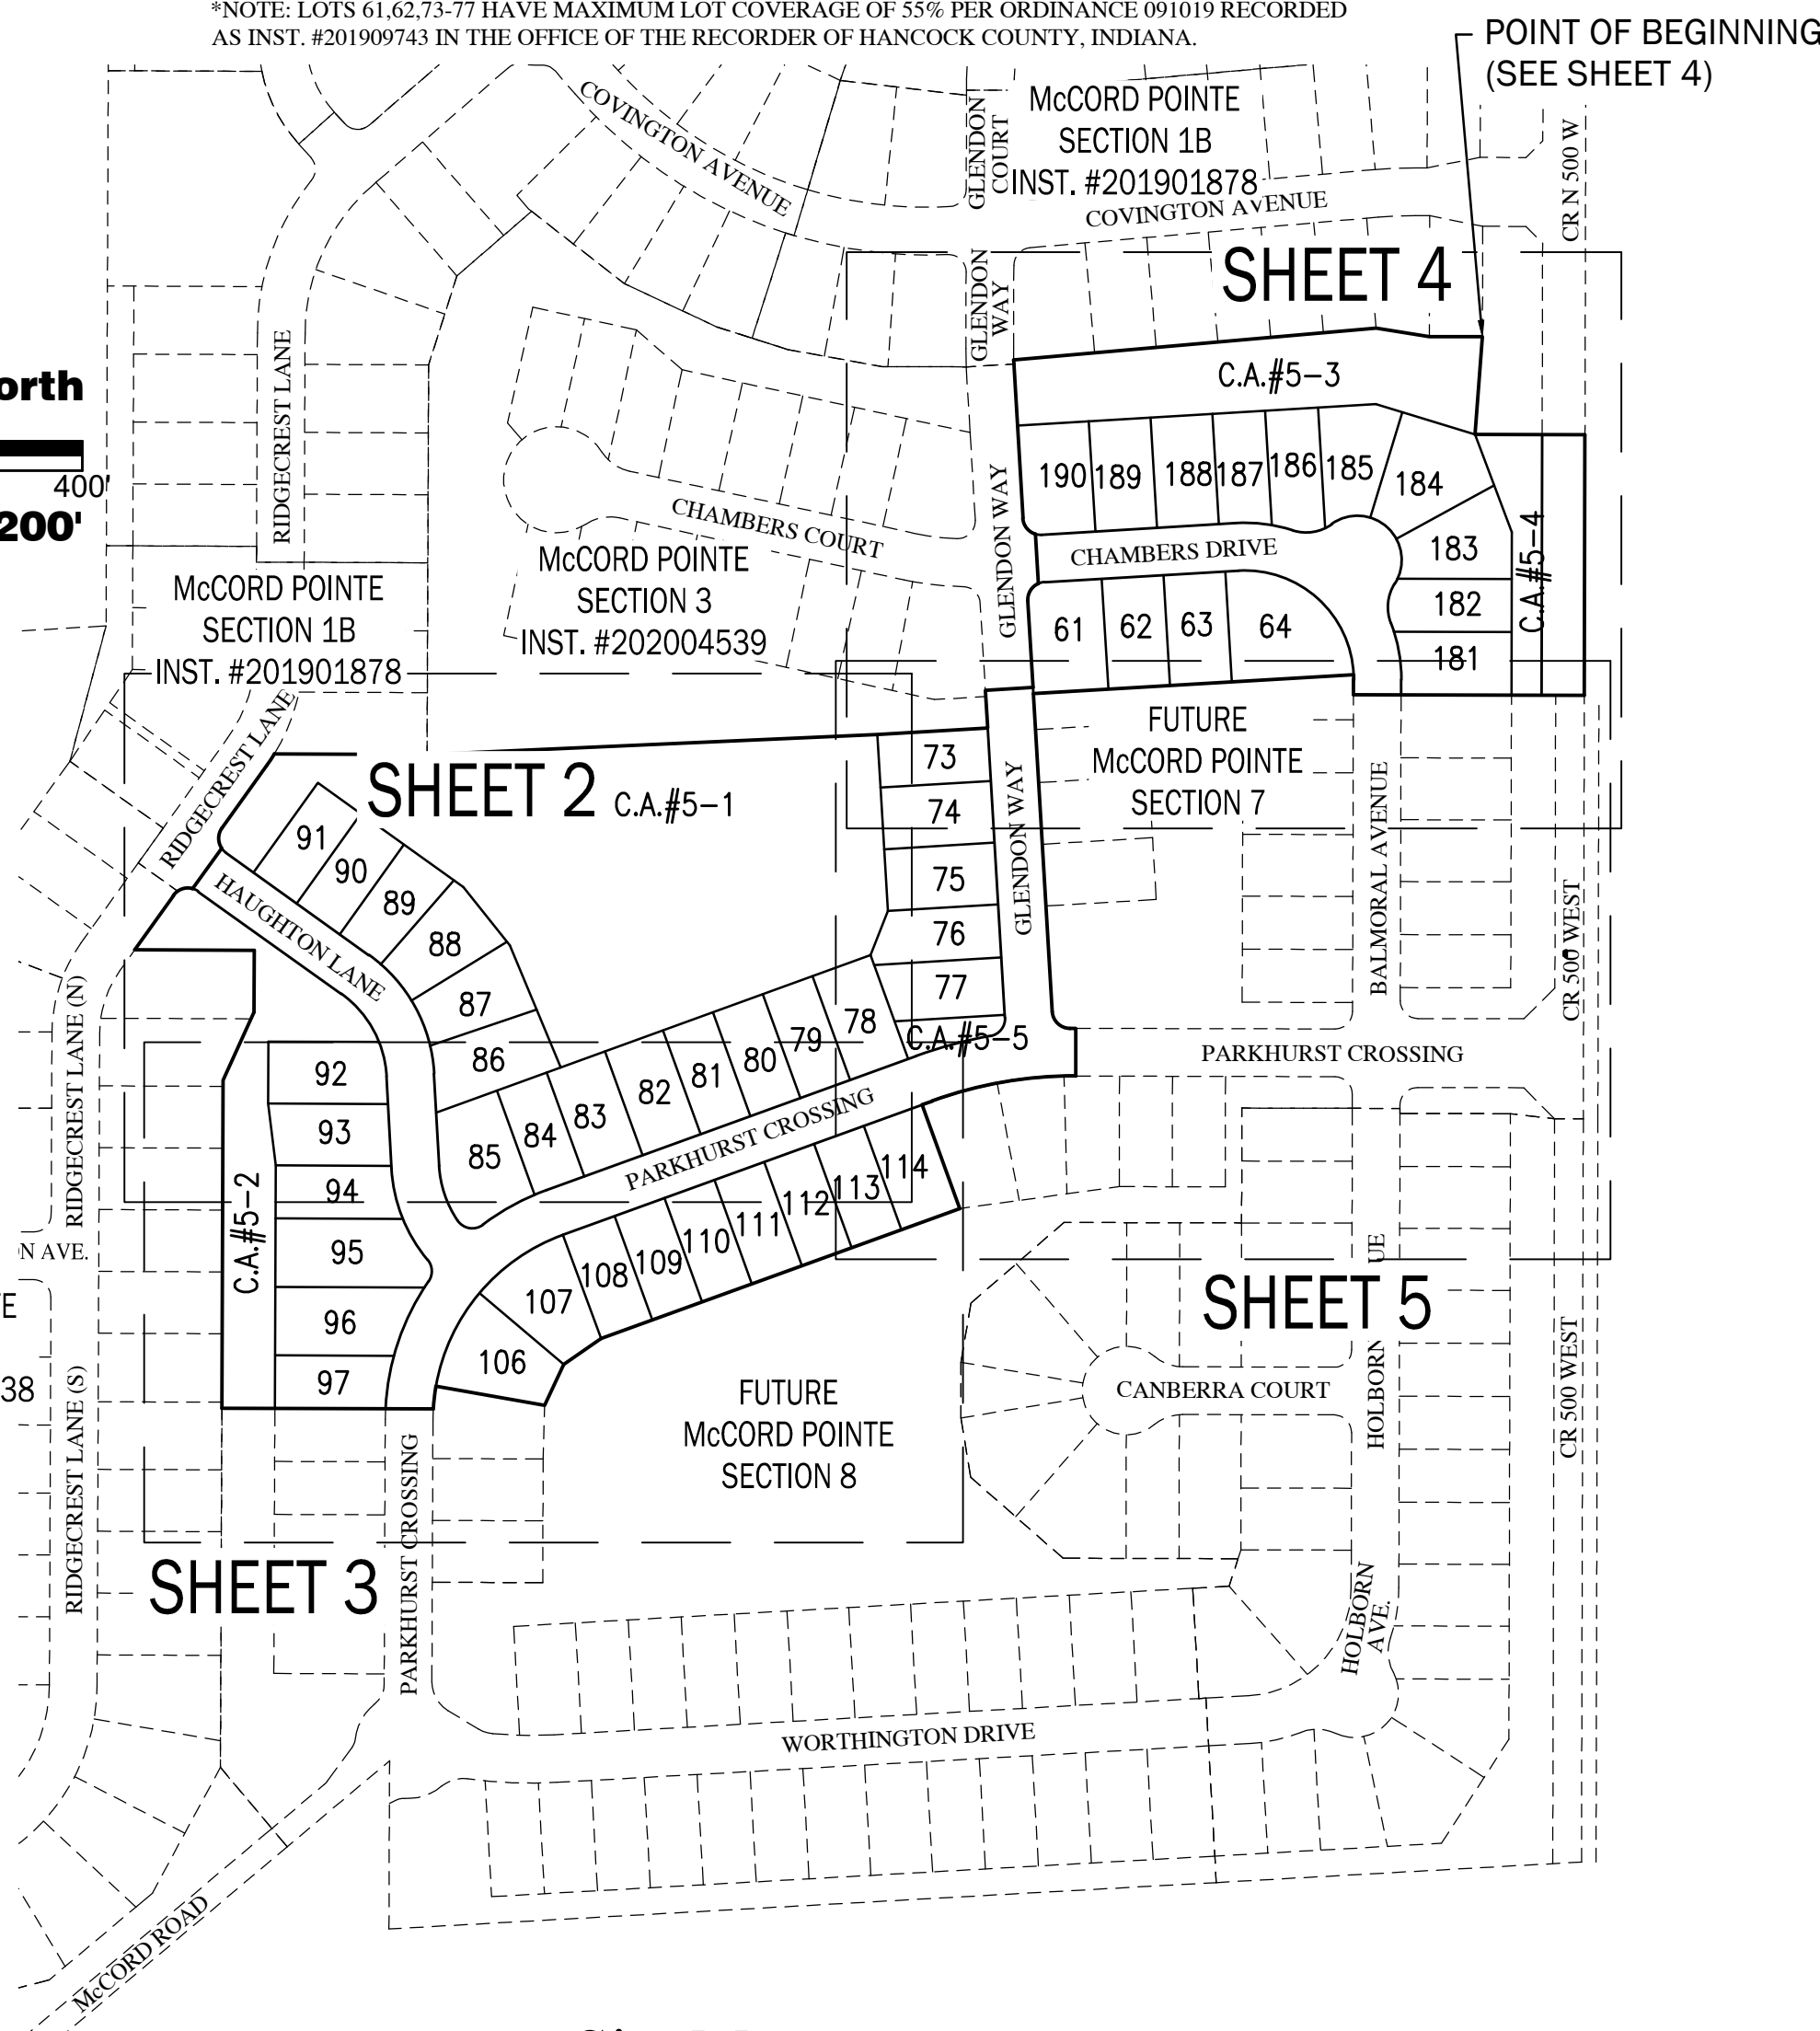 *NOTE: LOTS 61,62,73-77 HAVE MAXIMUM LOT COVERAGE OF 55% PER ORDINANCE 091019 RECORDED
AS INST. #201909743 IN THE OFFICE OF THE RECORDER OF HANCOCK COUNTY, INDIANA.
POINT OF BEGINNING
(SEE SHEET 4)
COVINGTON AVENUE
GLENDON
COURT
McCORD POINTE
SECTION 1B
INST. #201901878
COVINGTON AVENUE
CR N 500 W
SHEET 4
GLENDON
WAY
orth
400'
200'
RIDGECREST LANE
C.A.#5-3
190
189
188
187
186
185
184
183
182
181
C.A.#5-4
CHAMBERS COURT
GLENDON WAY
CHAMBERS DRIVE
61
62
63
64
McCORD POINTE
SECTION 1B
INST. #201901878
McCORD POINTE
SECTION 3
INST. #202004539
RIDGECREST LANE
SHEET 2
C.A.#5-1
73
74
75
76
77
GLENDON WAY
FUTURE
McCORD POINTE
SECTION 7
BALMORAL AVENUE
CR 500 WEST
91
90
89
88
87
86
HAUGHTON LANE
RIDGECREST LANE (N)
85
84
83
82
81
80
79
78
C.A.#5-5
PARKHURST CROSSING
PARKHURST CROSSING
92
93
94
95
96
97
C.A.#5-2
N AVE.
E
38
RIDGECREST LANE (S)
106
107
108
109
110
111
112
113
114
SHEET 5
UE
HOLBORN
CANBERRA COURT
CR 500 WEST
FUTURE
McCORD POINTE
SECTION 8
SHEET 3
PARKHURST CROSSING
HOLBORN
AVE.
WORTHINGTON DRIVE
McCORD ROAD